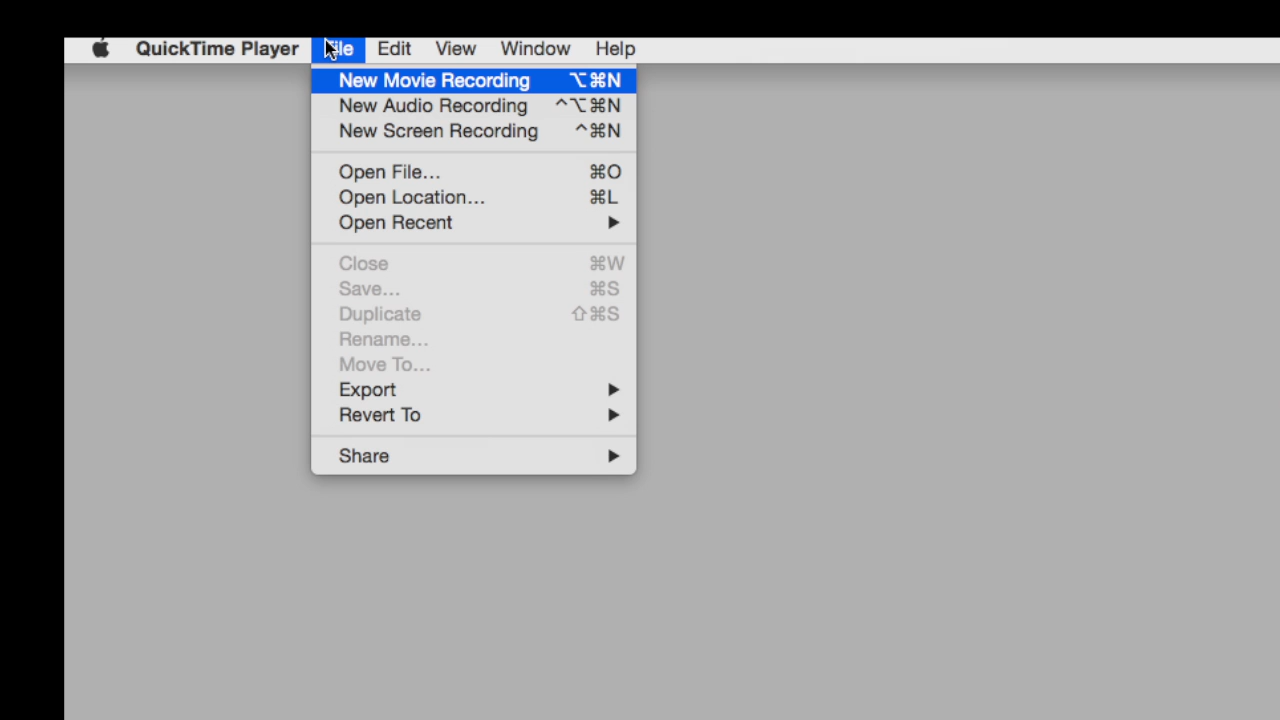 QuickTime Player File Edit View Window Help
New Movie Recording ⌥⌘N
New Audio Recording ^⌥⌘N
New Screen Recording ^⌘N
Open File... ⌘O
Open Location... ⌘L
Open Recent ▶
Close ⌘W
Save... ⌘S
Duplicate ⇧⌘S
Rename...
Move To...
Export ▶
Revert To ▶
Share ▶